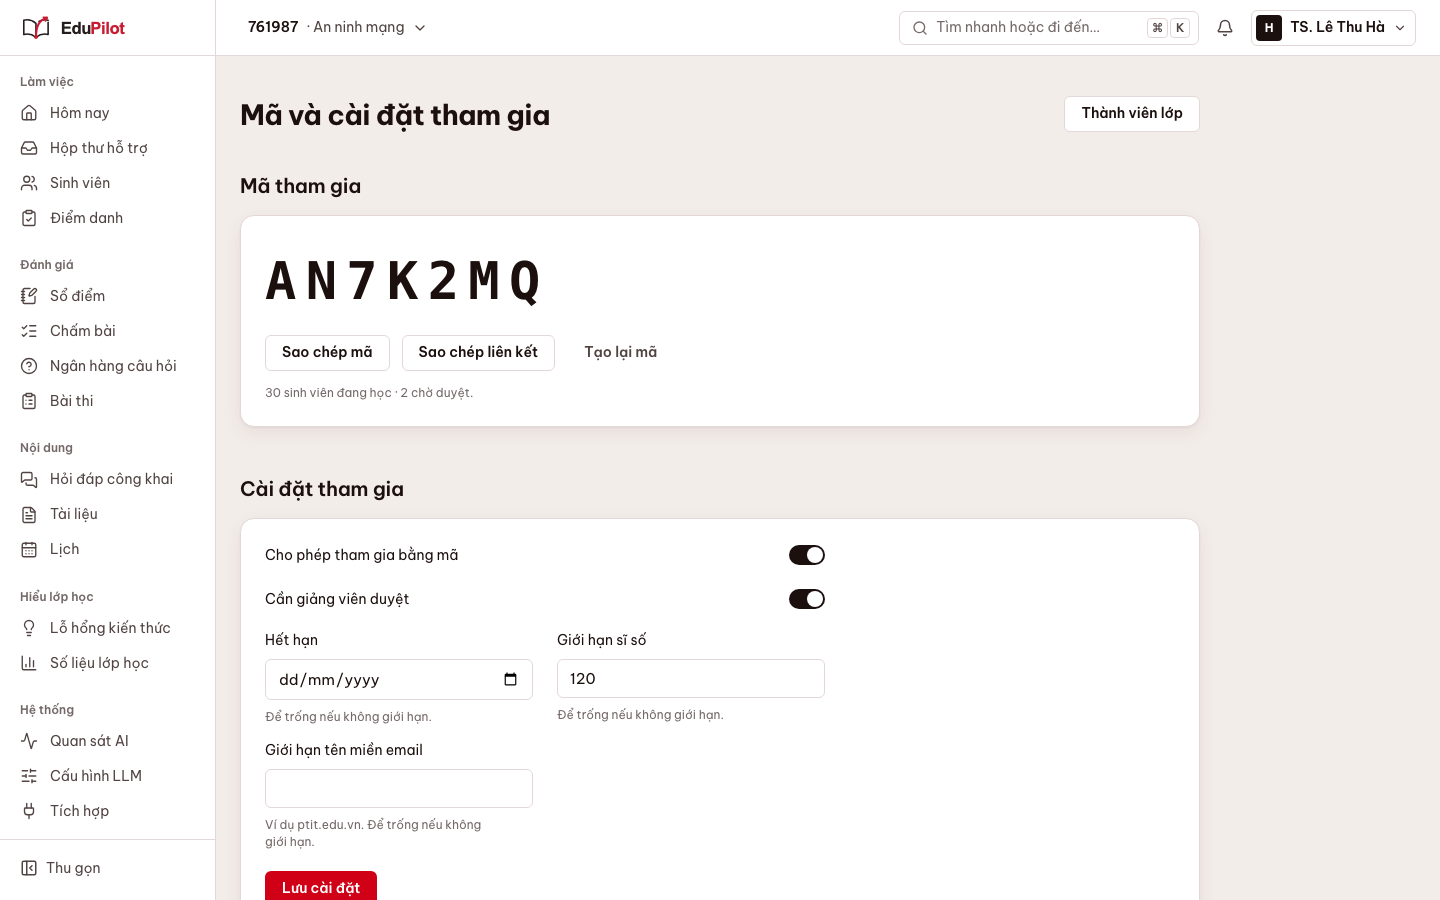 EduPilot
761987 · An ninh mạng
Tìm nhanh hoặc đi đến...
⌘ K
H TS. Lê Thu Hà
Làm việc
Hôm nay
Hộp thư hỗ trợ
Sinh viên
Điểm danh
Đánh giá
Sổ điểm
Chấm bài
Ngân hàng câu hỏi
Bài thi
Nội dung
Hỏi đáp công khai
Tài liệu
Lịch
Hiểu lớp học
Lỗ hổng kiến thức
Số liệu lớp học
Hệ thống
Quan sát AI
Cấu hình LLM
Tích hợp
Thu gọn
Mã và cài đặt tham gia
Thành viên lớp
Mã tham gia
AN7K2MQ
Sao chép mã
Sao chép liên kết
Tạo lại mã
30 sinh viên đang học · 2 chờ duyệt.
Cài đặt tham gia
Cho phép tham gia bằng mã
Cần giảng viên duyệt
Hết hạn
dd/mm/yyyy
Để trống nếu không giới hạn.
Giới hạn sĩ số
120
Để trống nếu không giới hạn.
Giới hạn tên miền email
Ví dụ ptit.edu.vn. Để trống nếu không
giới hạn.
Lưu cài đặt